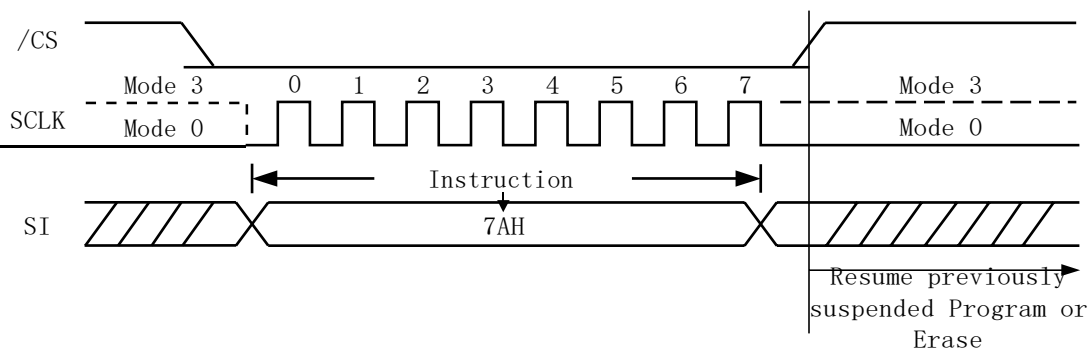 /CS
Mode 3 0 1 2 3 4 5 6 7 Mode 3
SCLK
Mode 0 Mode 0
Instruction
SI 7AH
Resume previously
suspended Program or
Erase